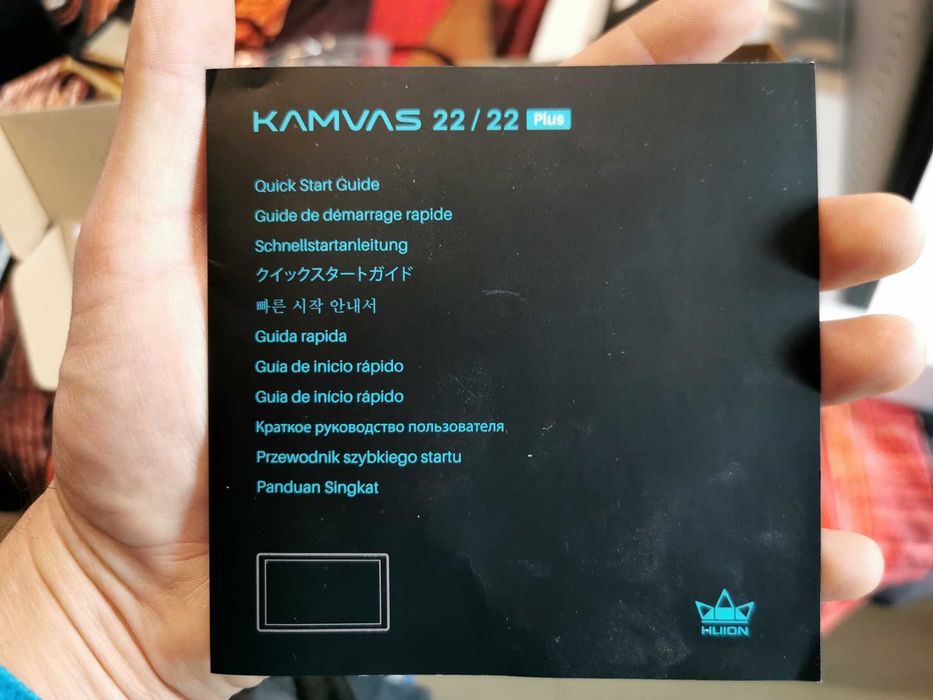 KAMVAS 22 / 22 Plus
Quick Start Guide
Guide de démarrage rapide
Schnellstartanleitung
クイックスタートガイド
빠른 시작 안내서
Guida rapida
Guía de inicio rápido
Guia de início rápido
Краткое руководство пользователя
Przewodnik szybkiego startu
Panduan Singkat
HUION